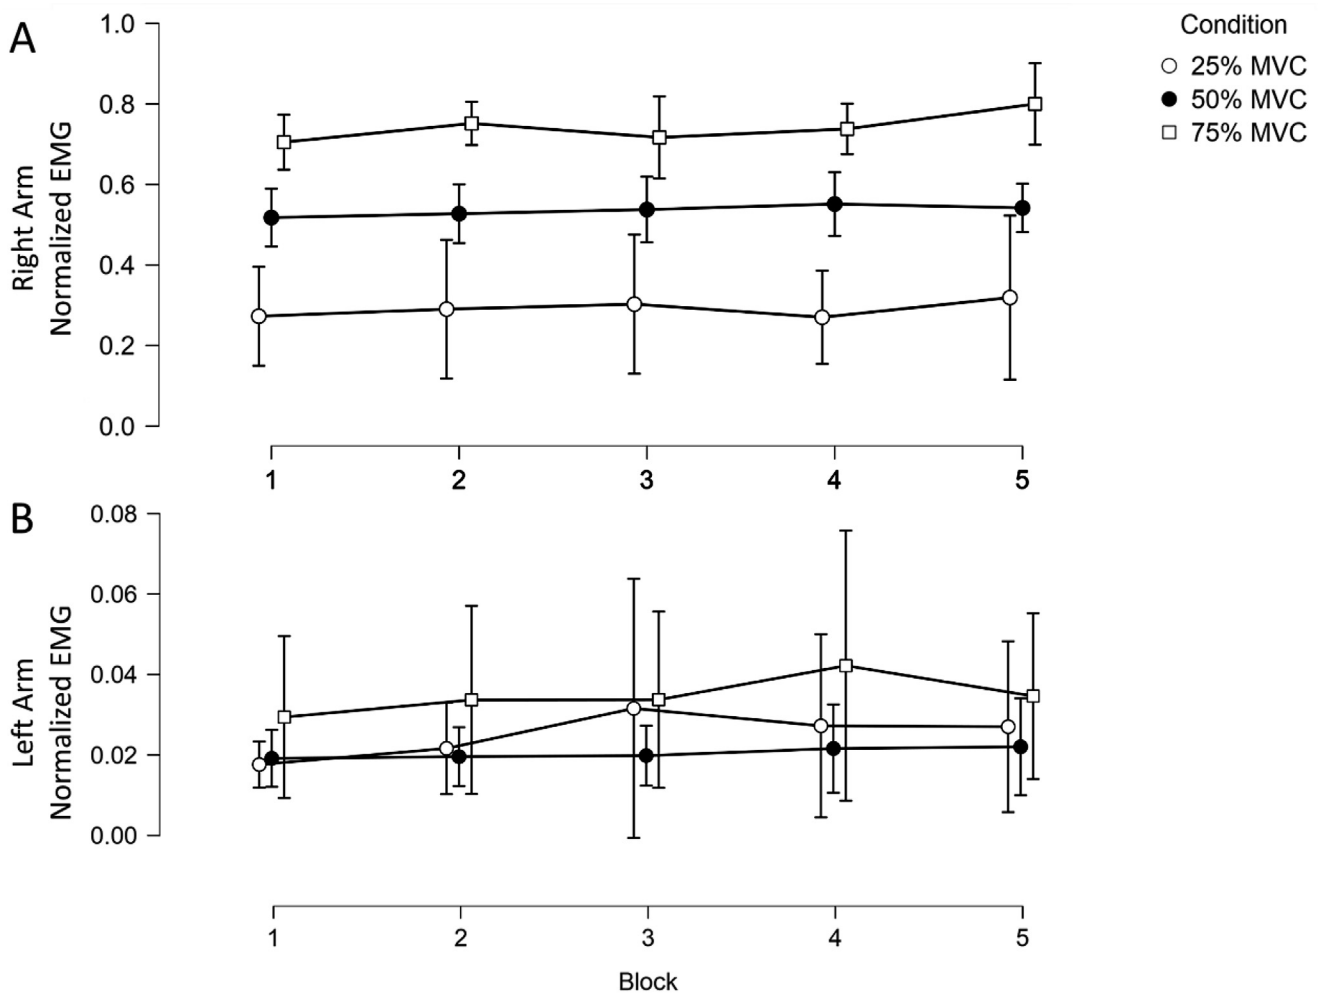 A
Right Arm
Normalized EMG
1.0
0.8
0.6
0.4
0.2
0.0
1 2 3 4 5
Condition
25% MVC
50% MVC
75% MVC
B
Left Arm
Normalized EMG
0.08
0.06
0.04
0.02
0.00
1 2 3 4 5
Block